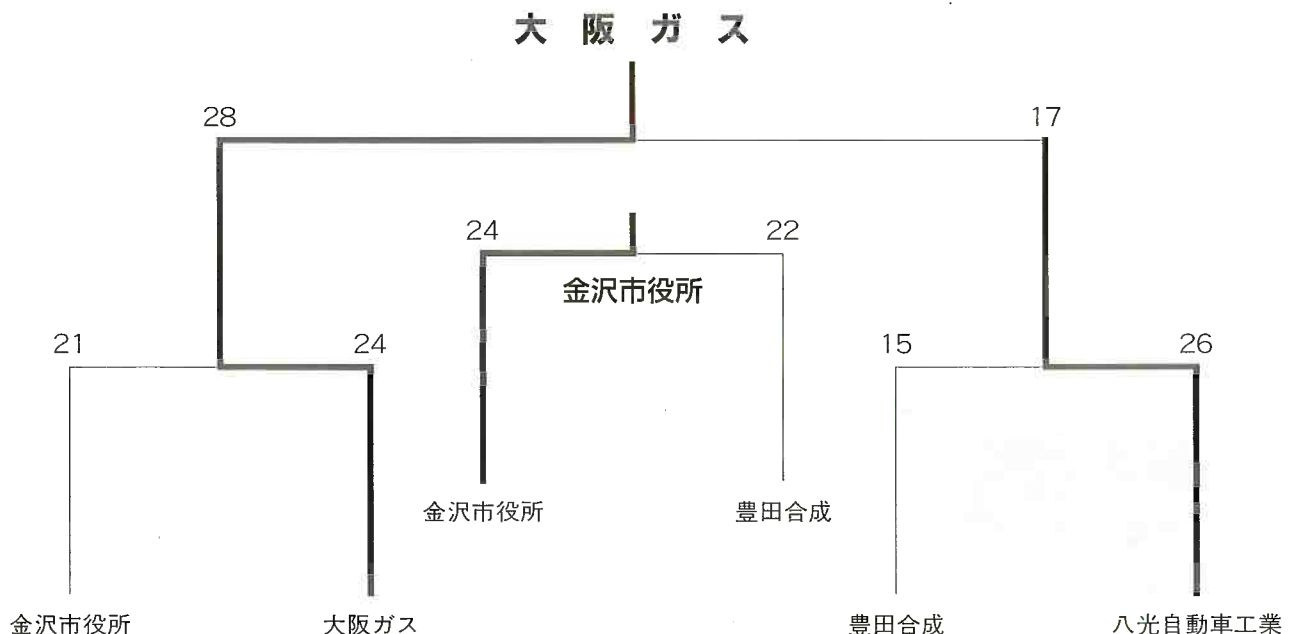 大阪ガス
28 17
24 22
金沢市役所
21 24 15 26
金沢市役所 豊田合成
金沢市役所 大阪ガス 豊田合成 八光自動車工業